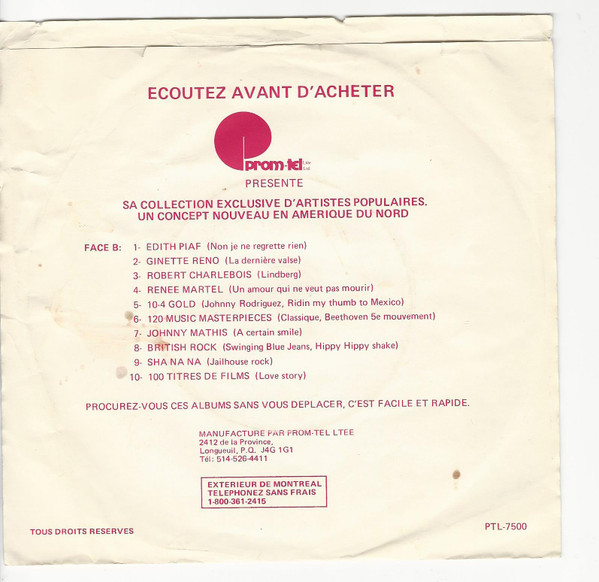 ECOUTEZ AVANT D'ACHETER
prom-tel Ltée Ltd
PRESENTE
SA COLLECTION EXCLUSIVE D'ARTISTES POPULAIRES.
UN CONCEPT NOUVEAU EN AMERIQUE DU NORD
FACE B: 1- EDITH PIAF (Non je ne regrette rien)
2- GINETTE RENO (La dernière valse)
3- ROBERT CHARLEBOIS (Lindberg)
4- RENEE MARTEL (Un amour qui ne veut pas mourir)
5- 10-4 GOLD (Johnny Rodriguez, Ridin my thumb to Mexico)
6- 120 MUSIC MASTERPIECES (Classique, Beethoven 5e mouvement)
7- JOHNNY MATHIS (A certain smile)
8- BRITISH ROCK (Swinging Blue Jeans, Hippy Hippy shake)
9- SHA NA NA (Jailhouse rock)
10- 100 TITRES DE FILMS (Love story)
PROCUREZ-VOUS CES ALBUMS SANS VOUS DEPLACER, C'EST FACILE ET RAPIDE.
MANUFACTURE PAR PROM-TEL LTEE
2412 de la Province,
Longueuil, P.Q. J4G 1G1
Tél: 514-526-4411
EXTERIEUR DE MONTREAL
TELEPHONEZ SANS FRAIS
1-800-361-2415
TOUS DROITS RESERVES
PTL-7500